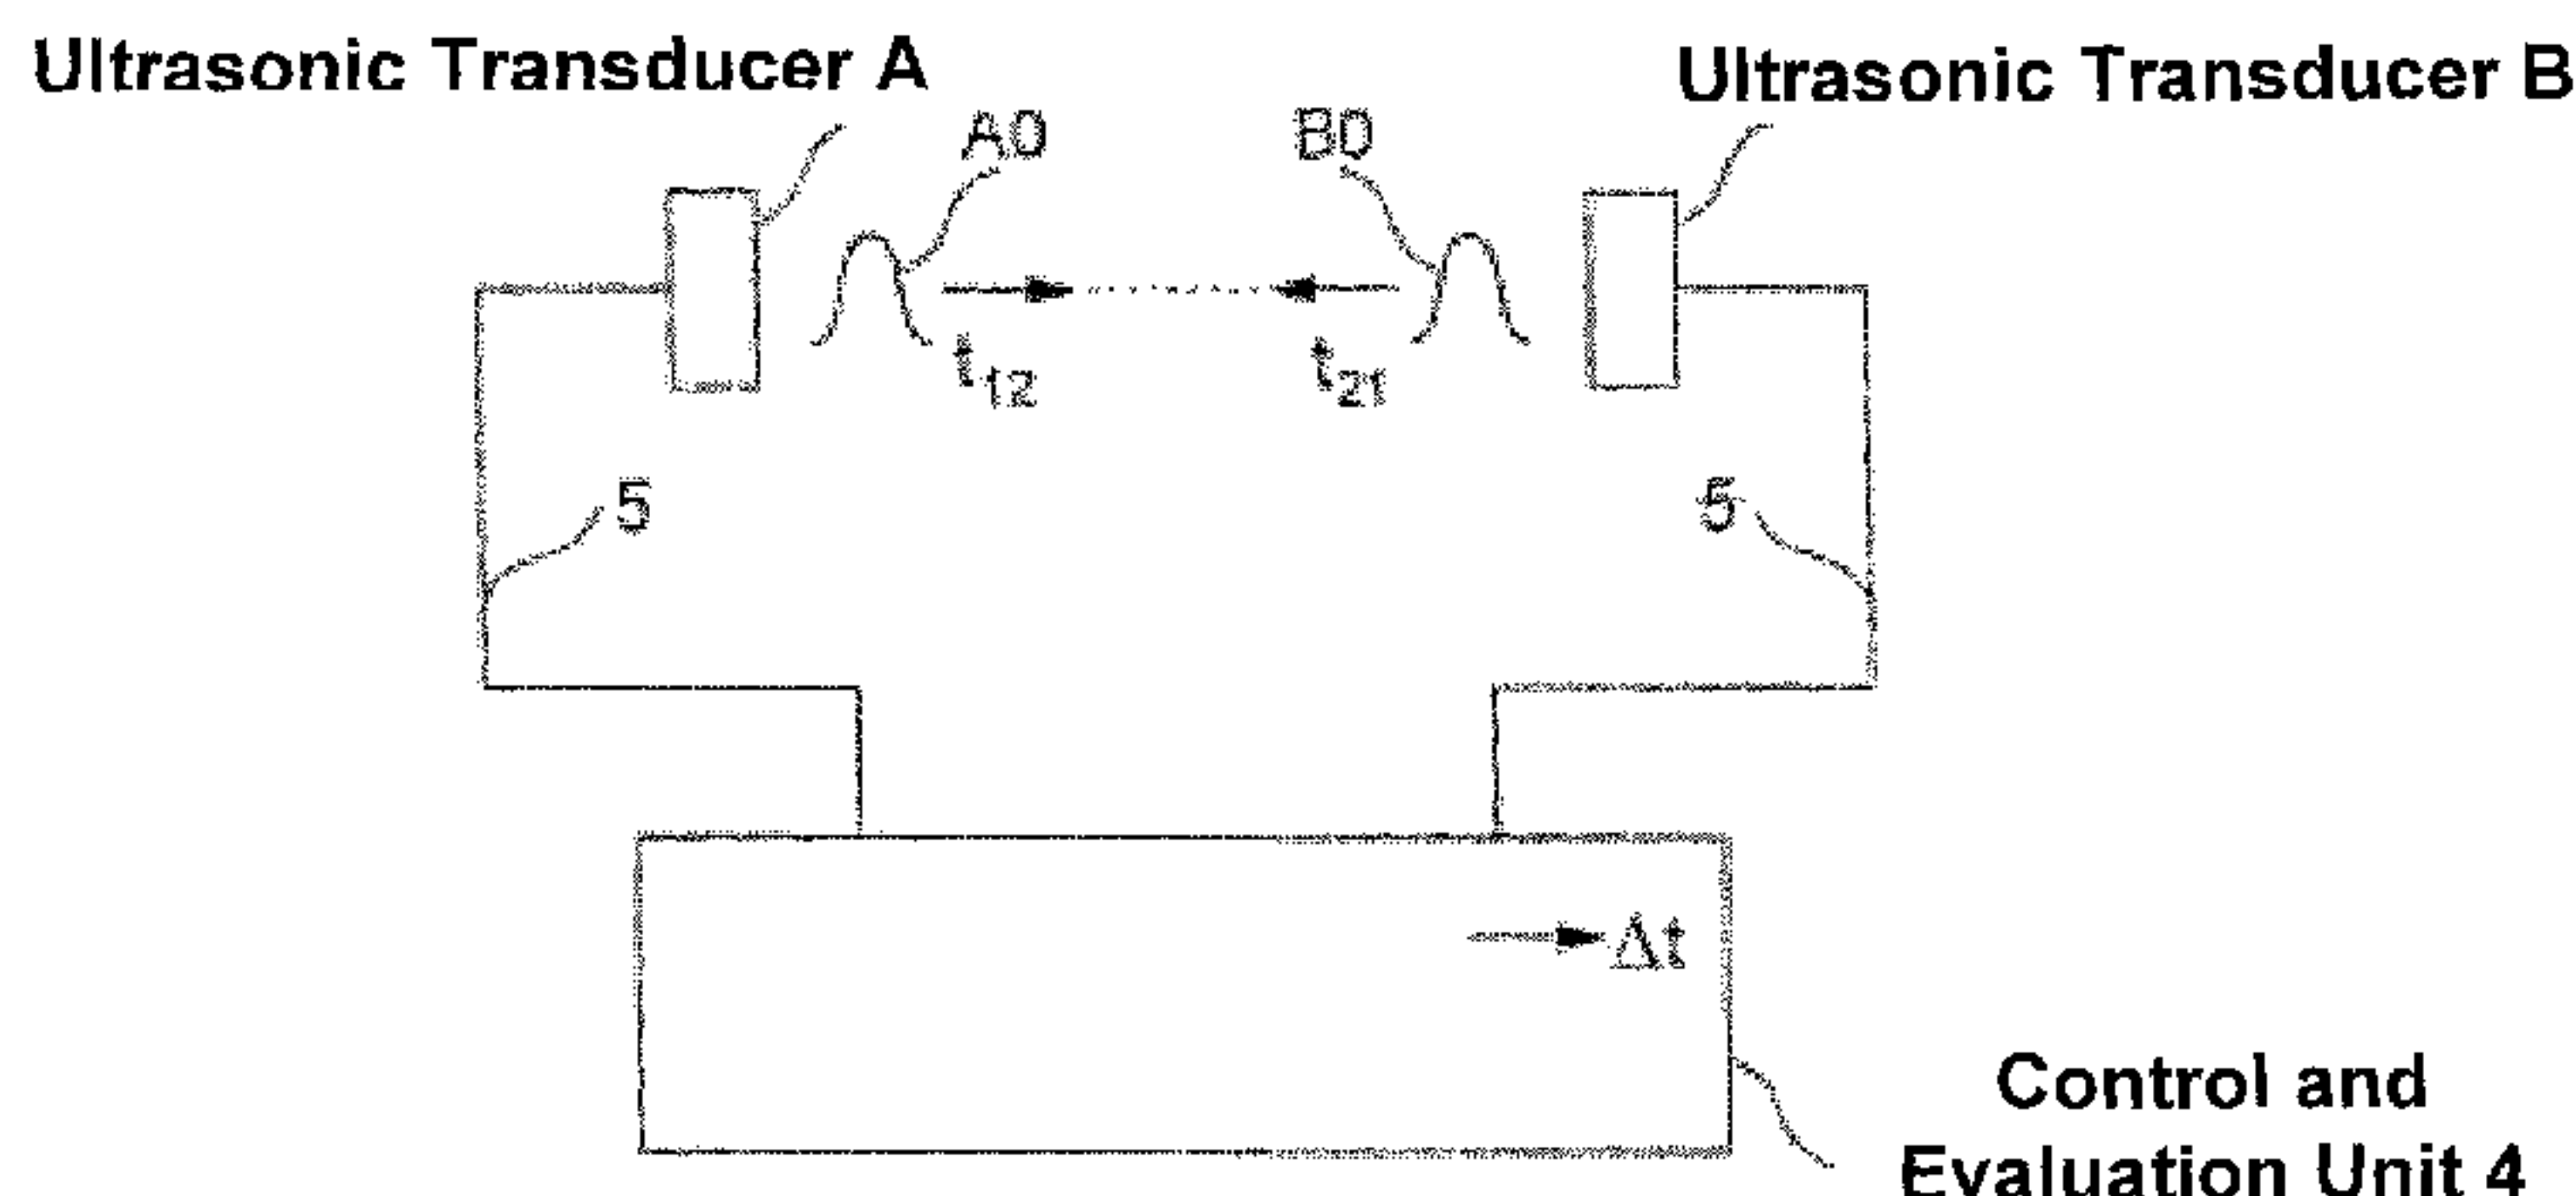 Ultrasonic Transducer A
Ultrasonic Transducer B
A0
B0
t12
t21
5
5
Δt
Control and
Evaluation Unit 4